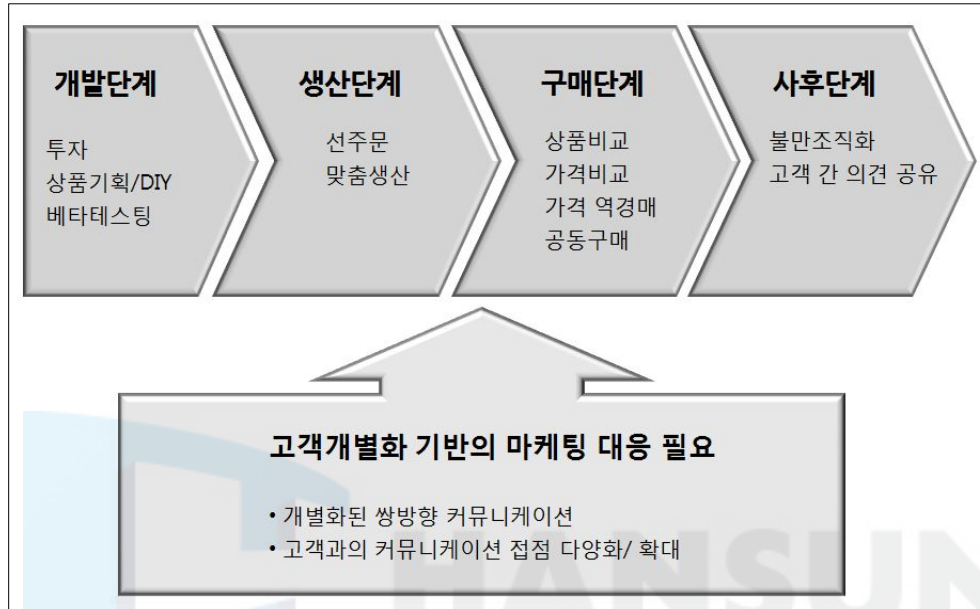 개발단계
투자
상품기획/DIY
베타테스팅
생산단계
선주문
맞춤생산
구매단계
상품비교
가격비교
가격 역경매
공동구매
사후단계
불만조직화
고객 간 의견 공유
고객개별화 기반의 마케팅 대응 필요
• 개별화된 쌍방향 커뮤니케이션
• 고객과의 커뮤니케이션 접점 다양화/ 확대
HANSUN